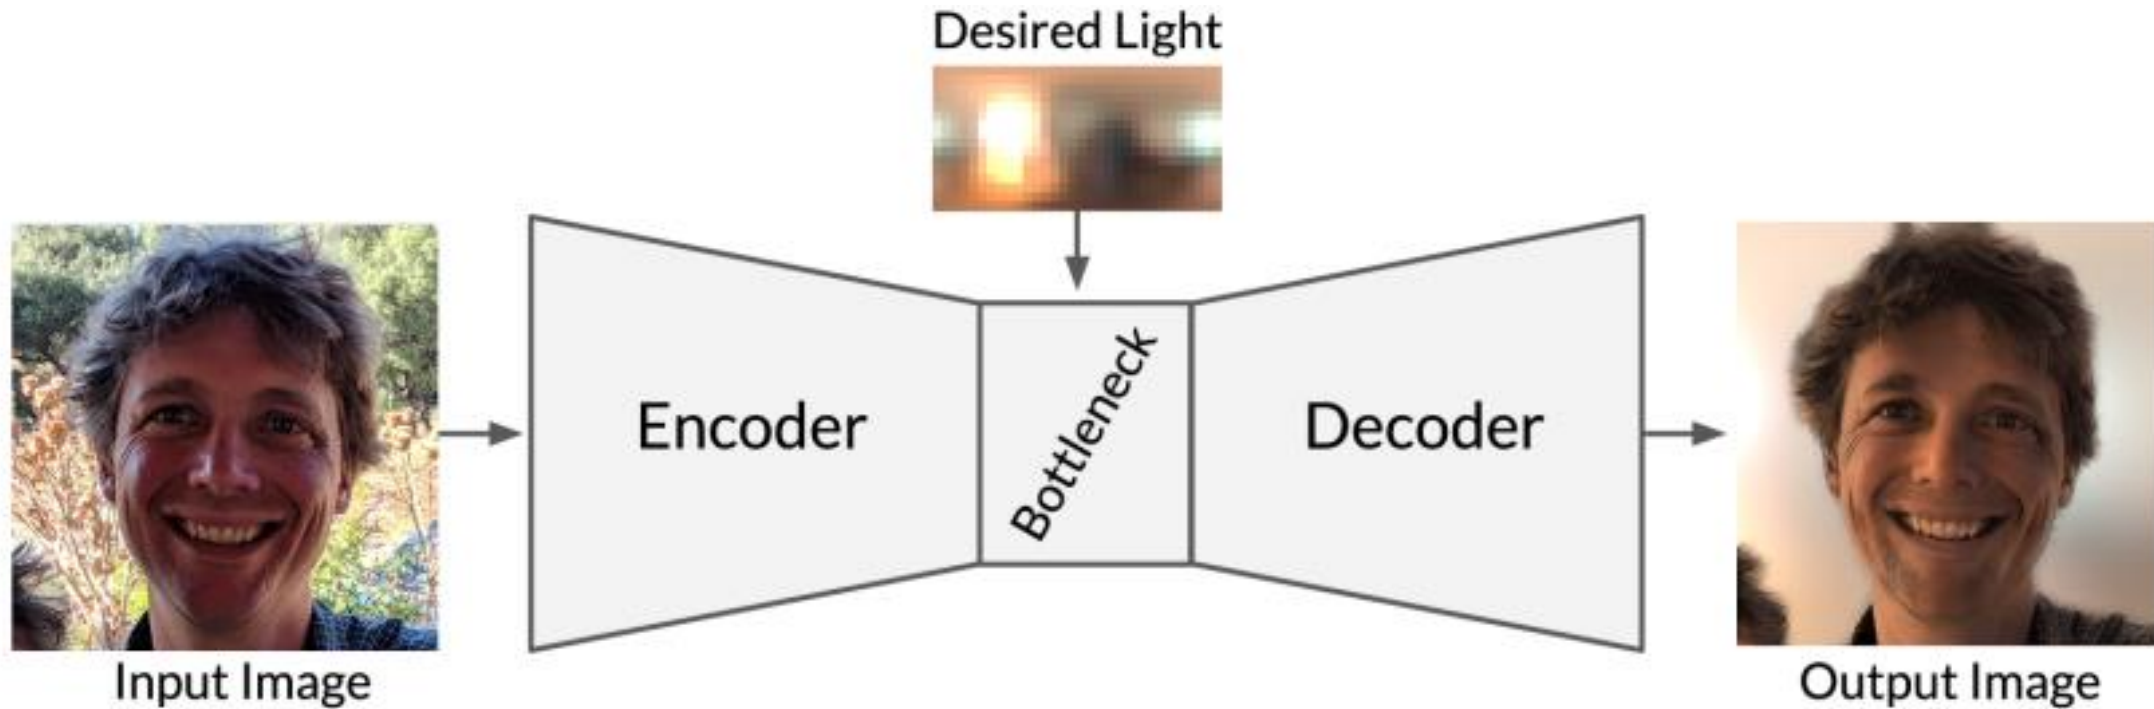 Desired Light
Encoder
Bottleneck
Decoder
Input Image
Output Image